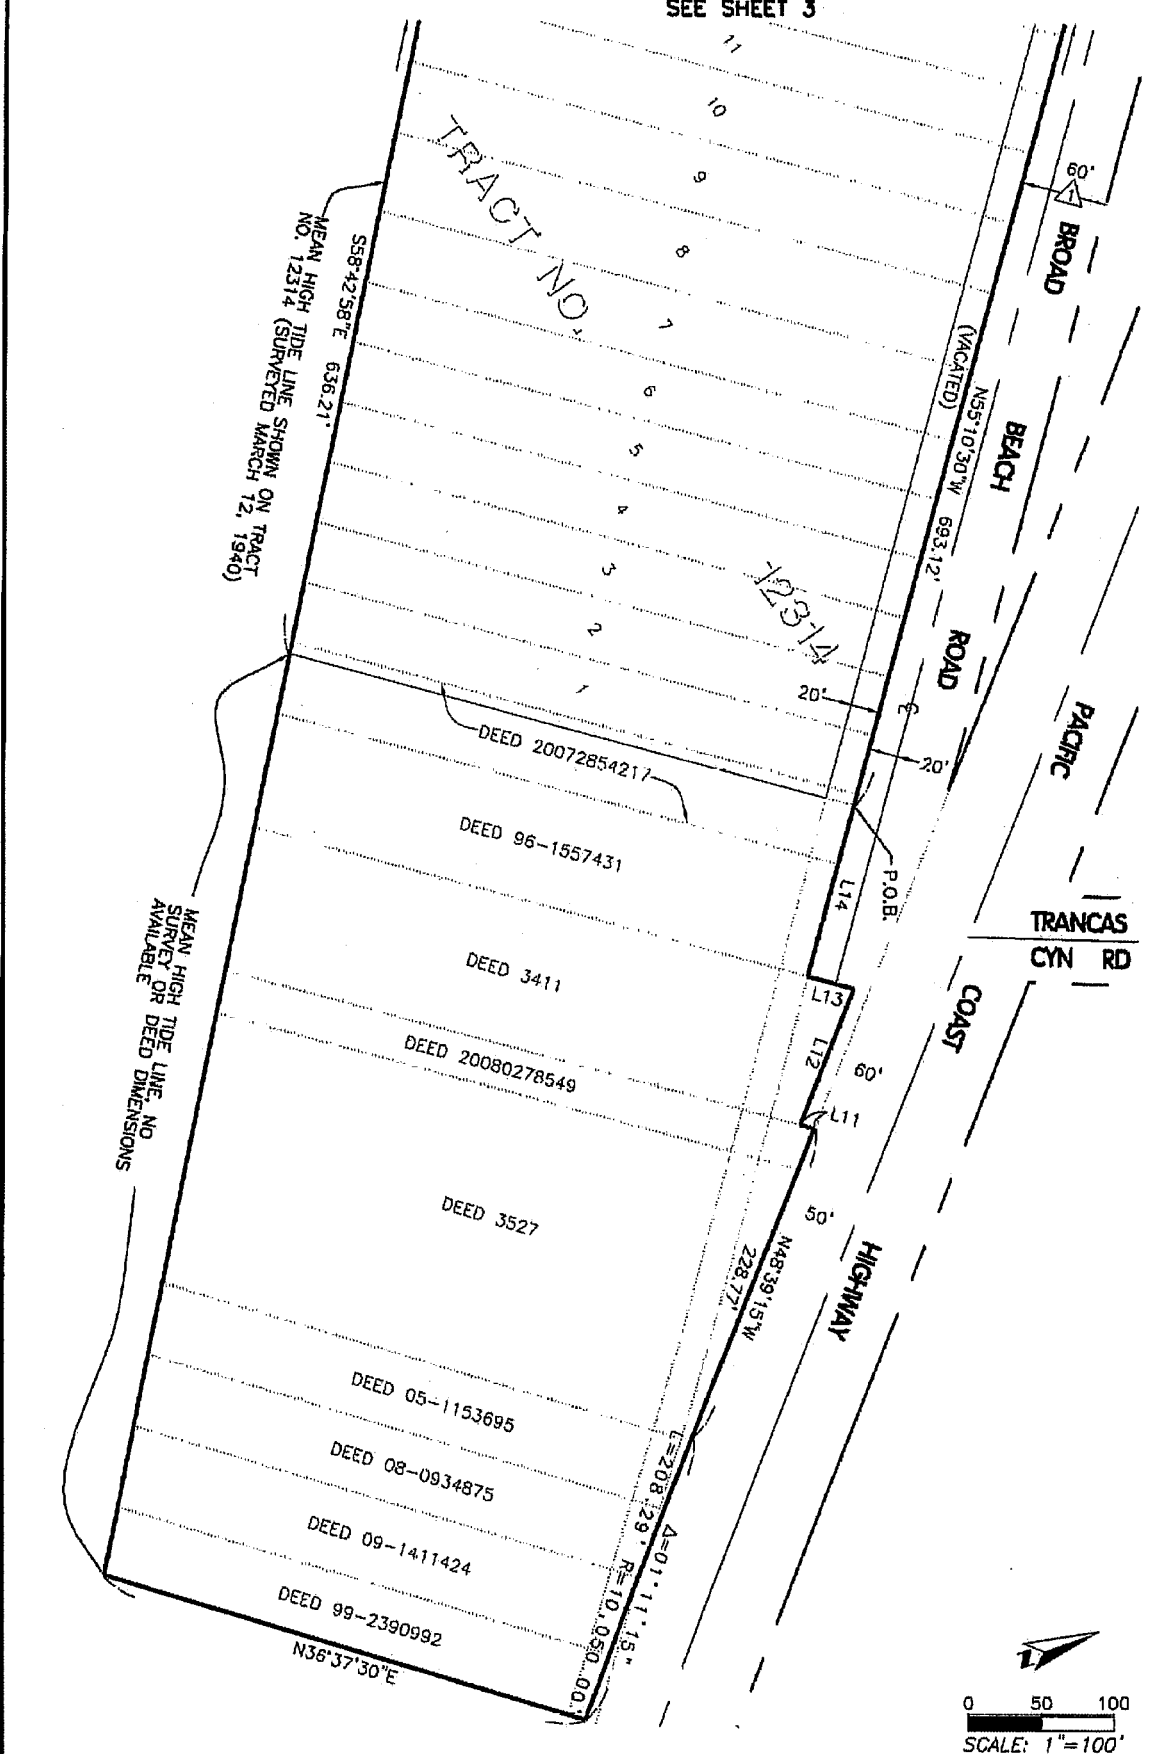 SEE SHEET 3
11
10
9
8
7
6
5
4
3
2
1
TRACT NO.
12314
60'
1
BROAD
BEACH
ROAD
(VACATED)
N55°10'30"W 693.12'
S58°42'58"E 636.21'
MEAN HIGH TIDE LINE SHOWN ON TRACT
NO. 12314 (SURVEYED MARCH 12, 1940)
20'
℄
20'
PACIFIC
DEED 20072854217
P.O.B.
DEED 96-1557431
L14
TRANCAS
CYN RD
L13
DEED 3411
COAST
L12
60'
DEED 20080278549
L11
MEAN HIGH TIDE LINE, NO
SURVEY OR DEED DIMENSIONS
AVAILABLE
DEED 3527
50'
N48°39'15"W
228.77'
HIGHWAY
DEED 05-1153695
DEED 08-0934875
L=208.29' R=10,050.00'
Δ=01°11'15"
DEED 09-1411424
DEED 99-2390992
N36°37'30"E
Z
0 50 100
SCALE: 1"=100'